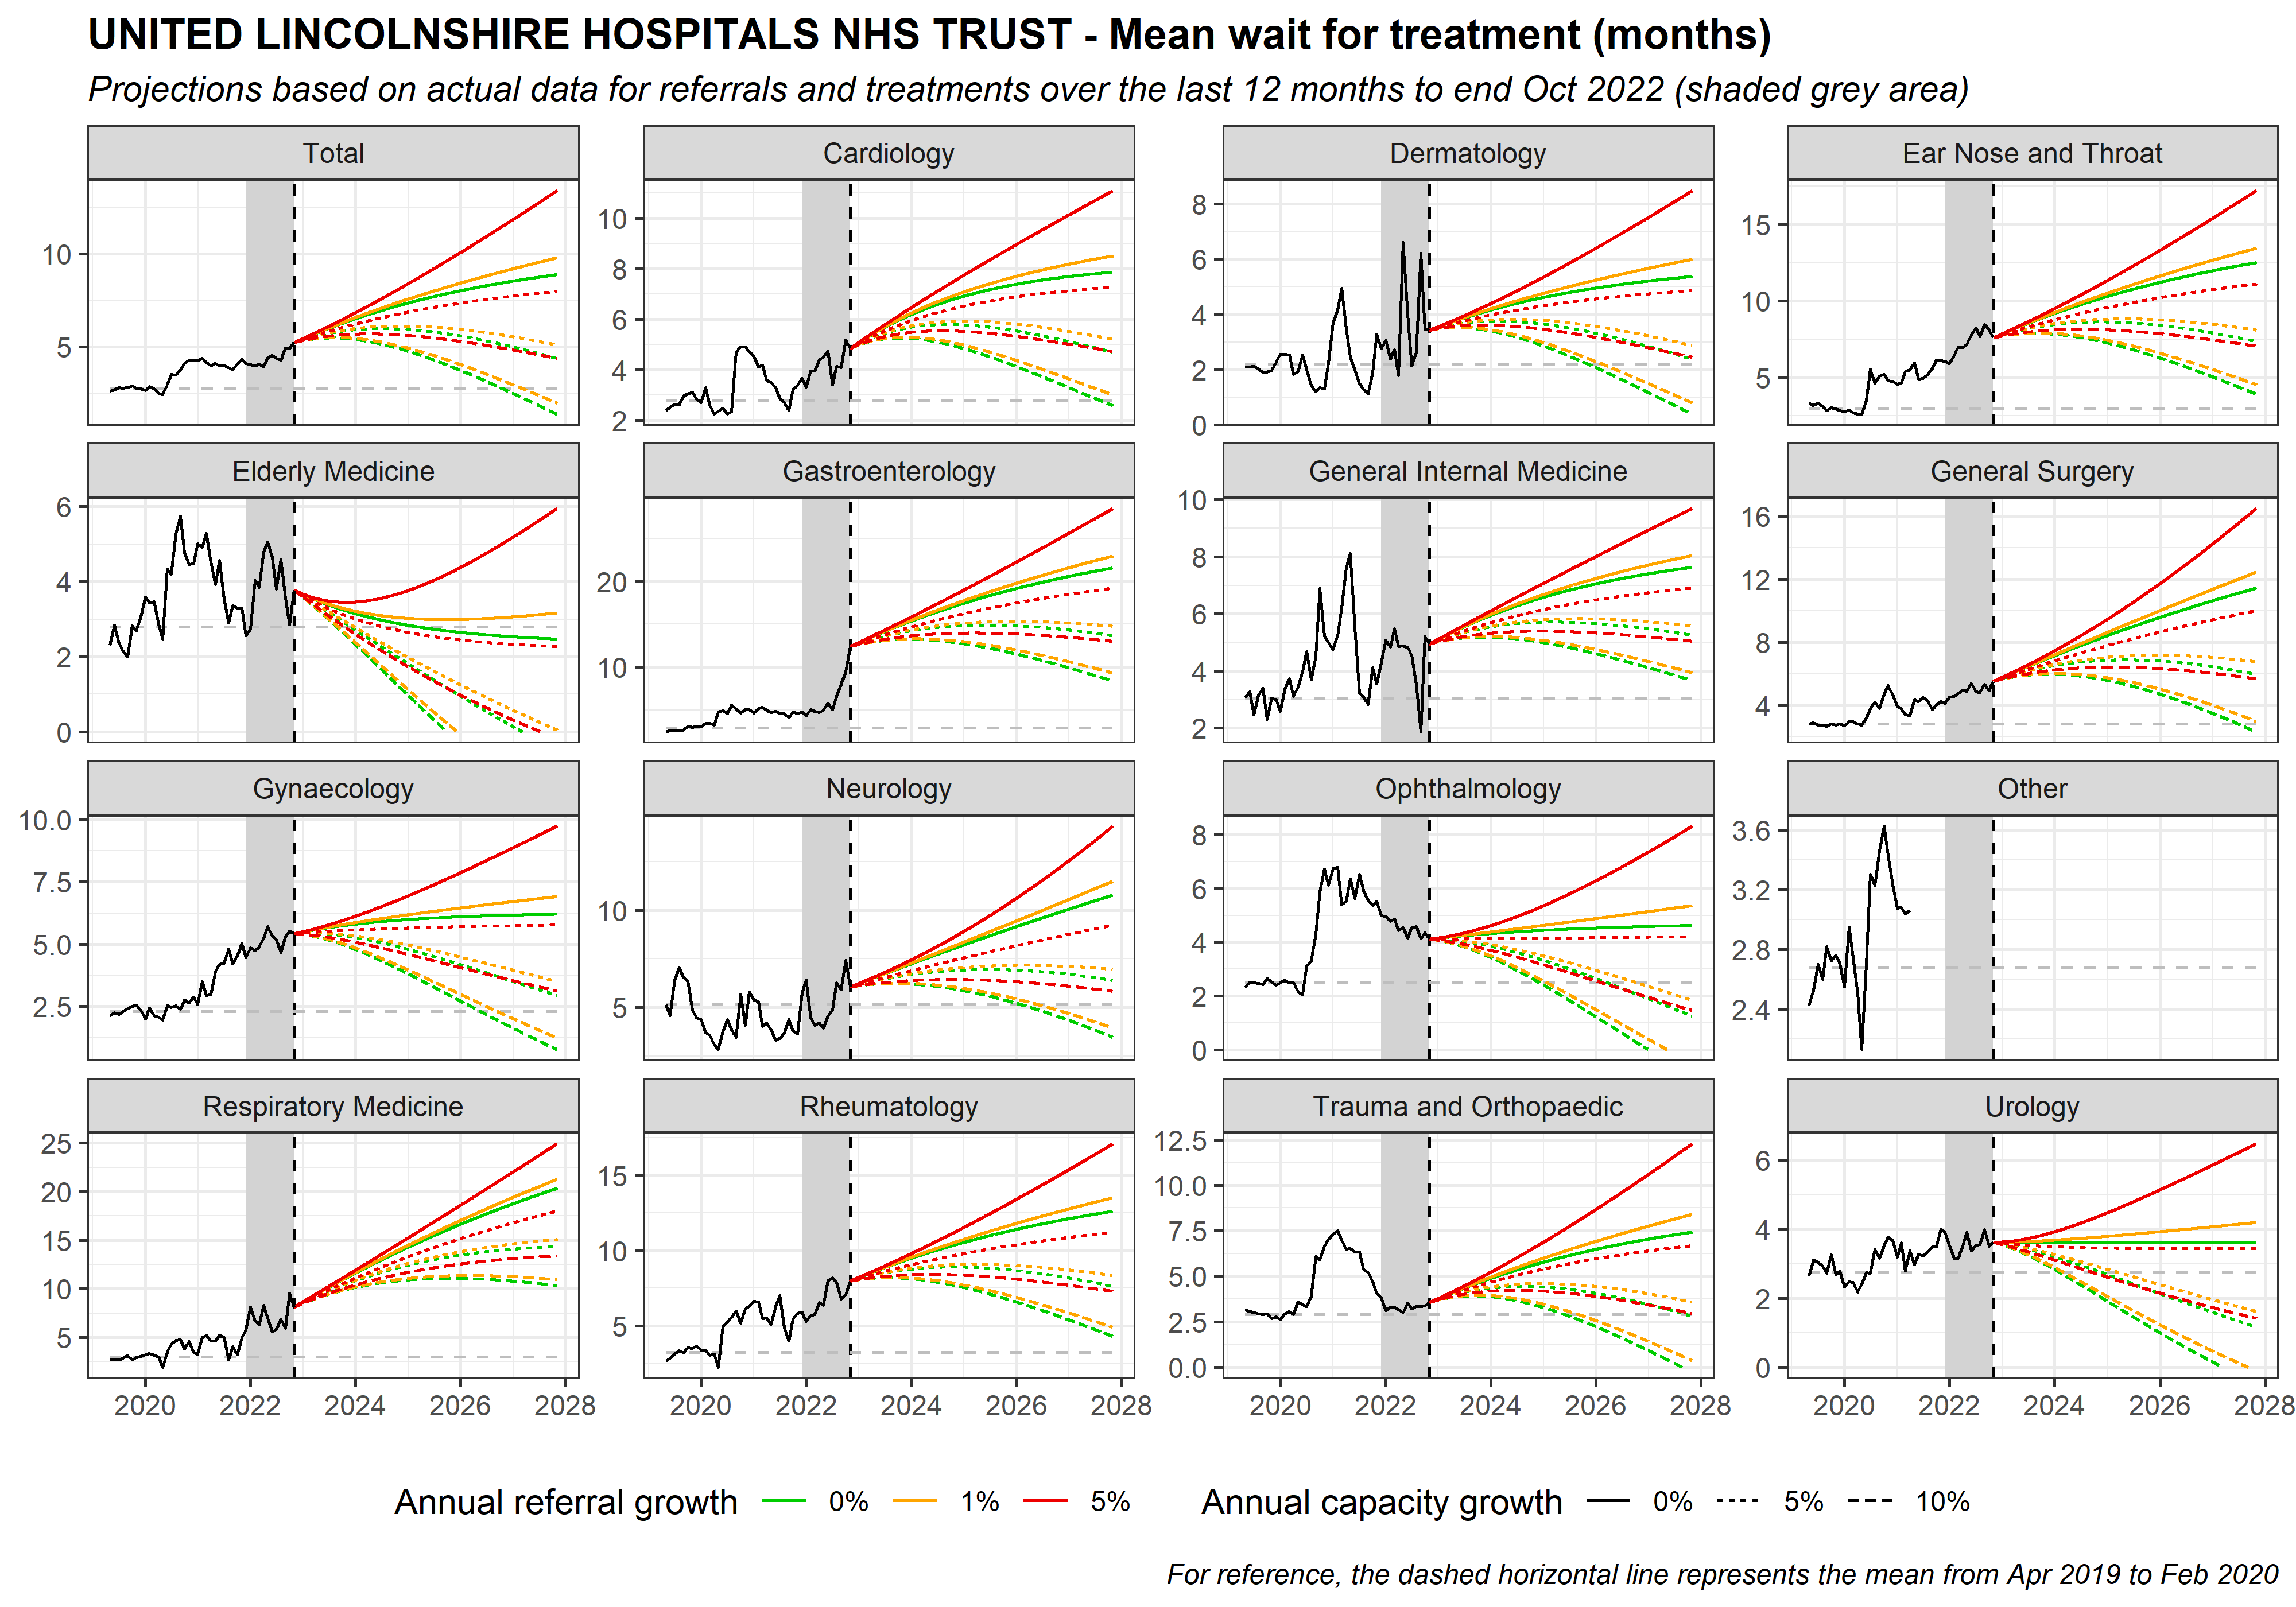 UNITED LINCOLNSHIRE HOSPITALS NHS TRUST - Mean wait for treatment (months)
Projections based on actual data for referrals and treatments over the last 12 months to end Oct 2022 (shaded grey area)
Total
Cardiology
Dermatology
Ear Nose and Throat
10
5
10
8
6
4
2
8
6
4
2
0
15
10
5
Elderly Medicine
Gastroenterology
General Internal Medicine
General Surgery
6
4
2
0
20
10
10
8
6
4
2
16
12
8
4
Gynaecology
Neurology
Ophthalmology
Other
10.0
7.5
5.0
2.5
10
5
8
6
4
2
0
3.6
3.2
2.8
2.4
Respiratory Medicine
Rheumatology
Trauma and Orthopaedic
Urology
25
20
15
10
5
15
10
5
12.5
10.0
7.5
5.0
2.5
0.0
6
4
2
0
2020 2022 2024 2026 2028
2020 2022 2024 2026 2028
2020 2022 2024 2026 2028
2020 2022 2024 2026 2028
Annual referral growth 0% 1% 5%
Annual capacity growth 0% 5% 10%
For reference, the dashed horizontal line represents the mean from Apr 2019 to Feb 2020